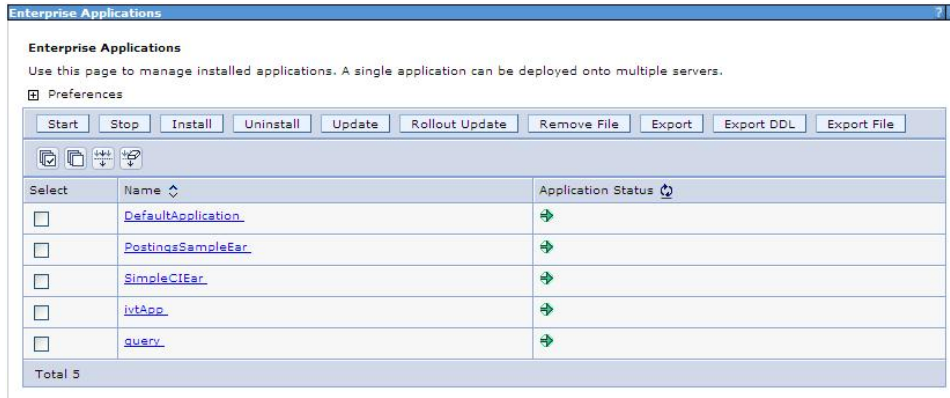 Enterprise Applications ?
Enterprise Applications
Use this page to manage installed applications. A single application can be deployed onto multiple servers.
+ Preferences
Start Stop Install Uninstall Update Rollout Update Remove File Export Export DDL Export File
Select Name Application Status
DefaultApplication
PostingsSampleEar
SimpleCIEar
ivtApp
query
Total 5